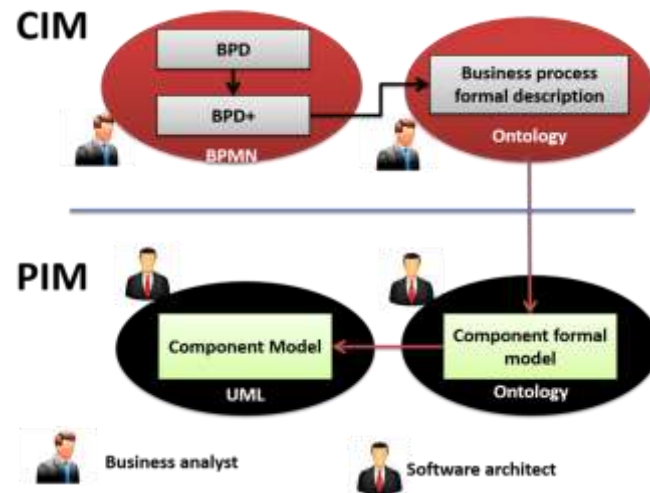 CIM
BPD
BPD+
BPMN
Business process
formal description
Ontology
PIM
Component Model
UML
Component formal
model
Ontology
Business analyst
Software architect